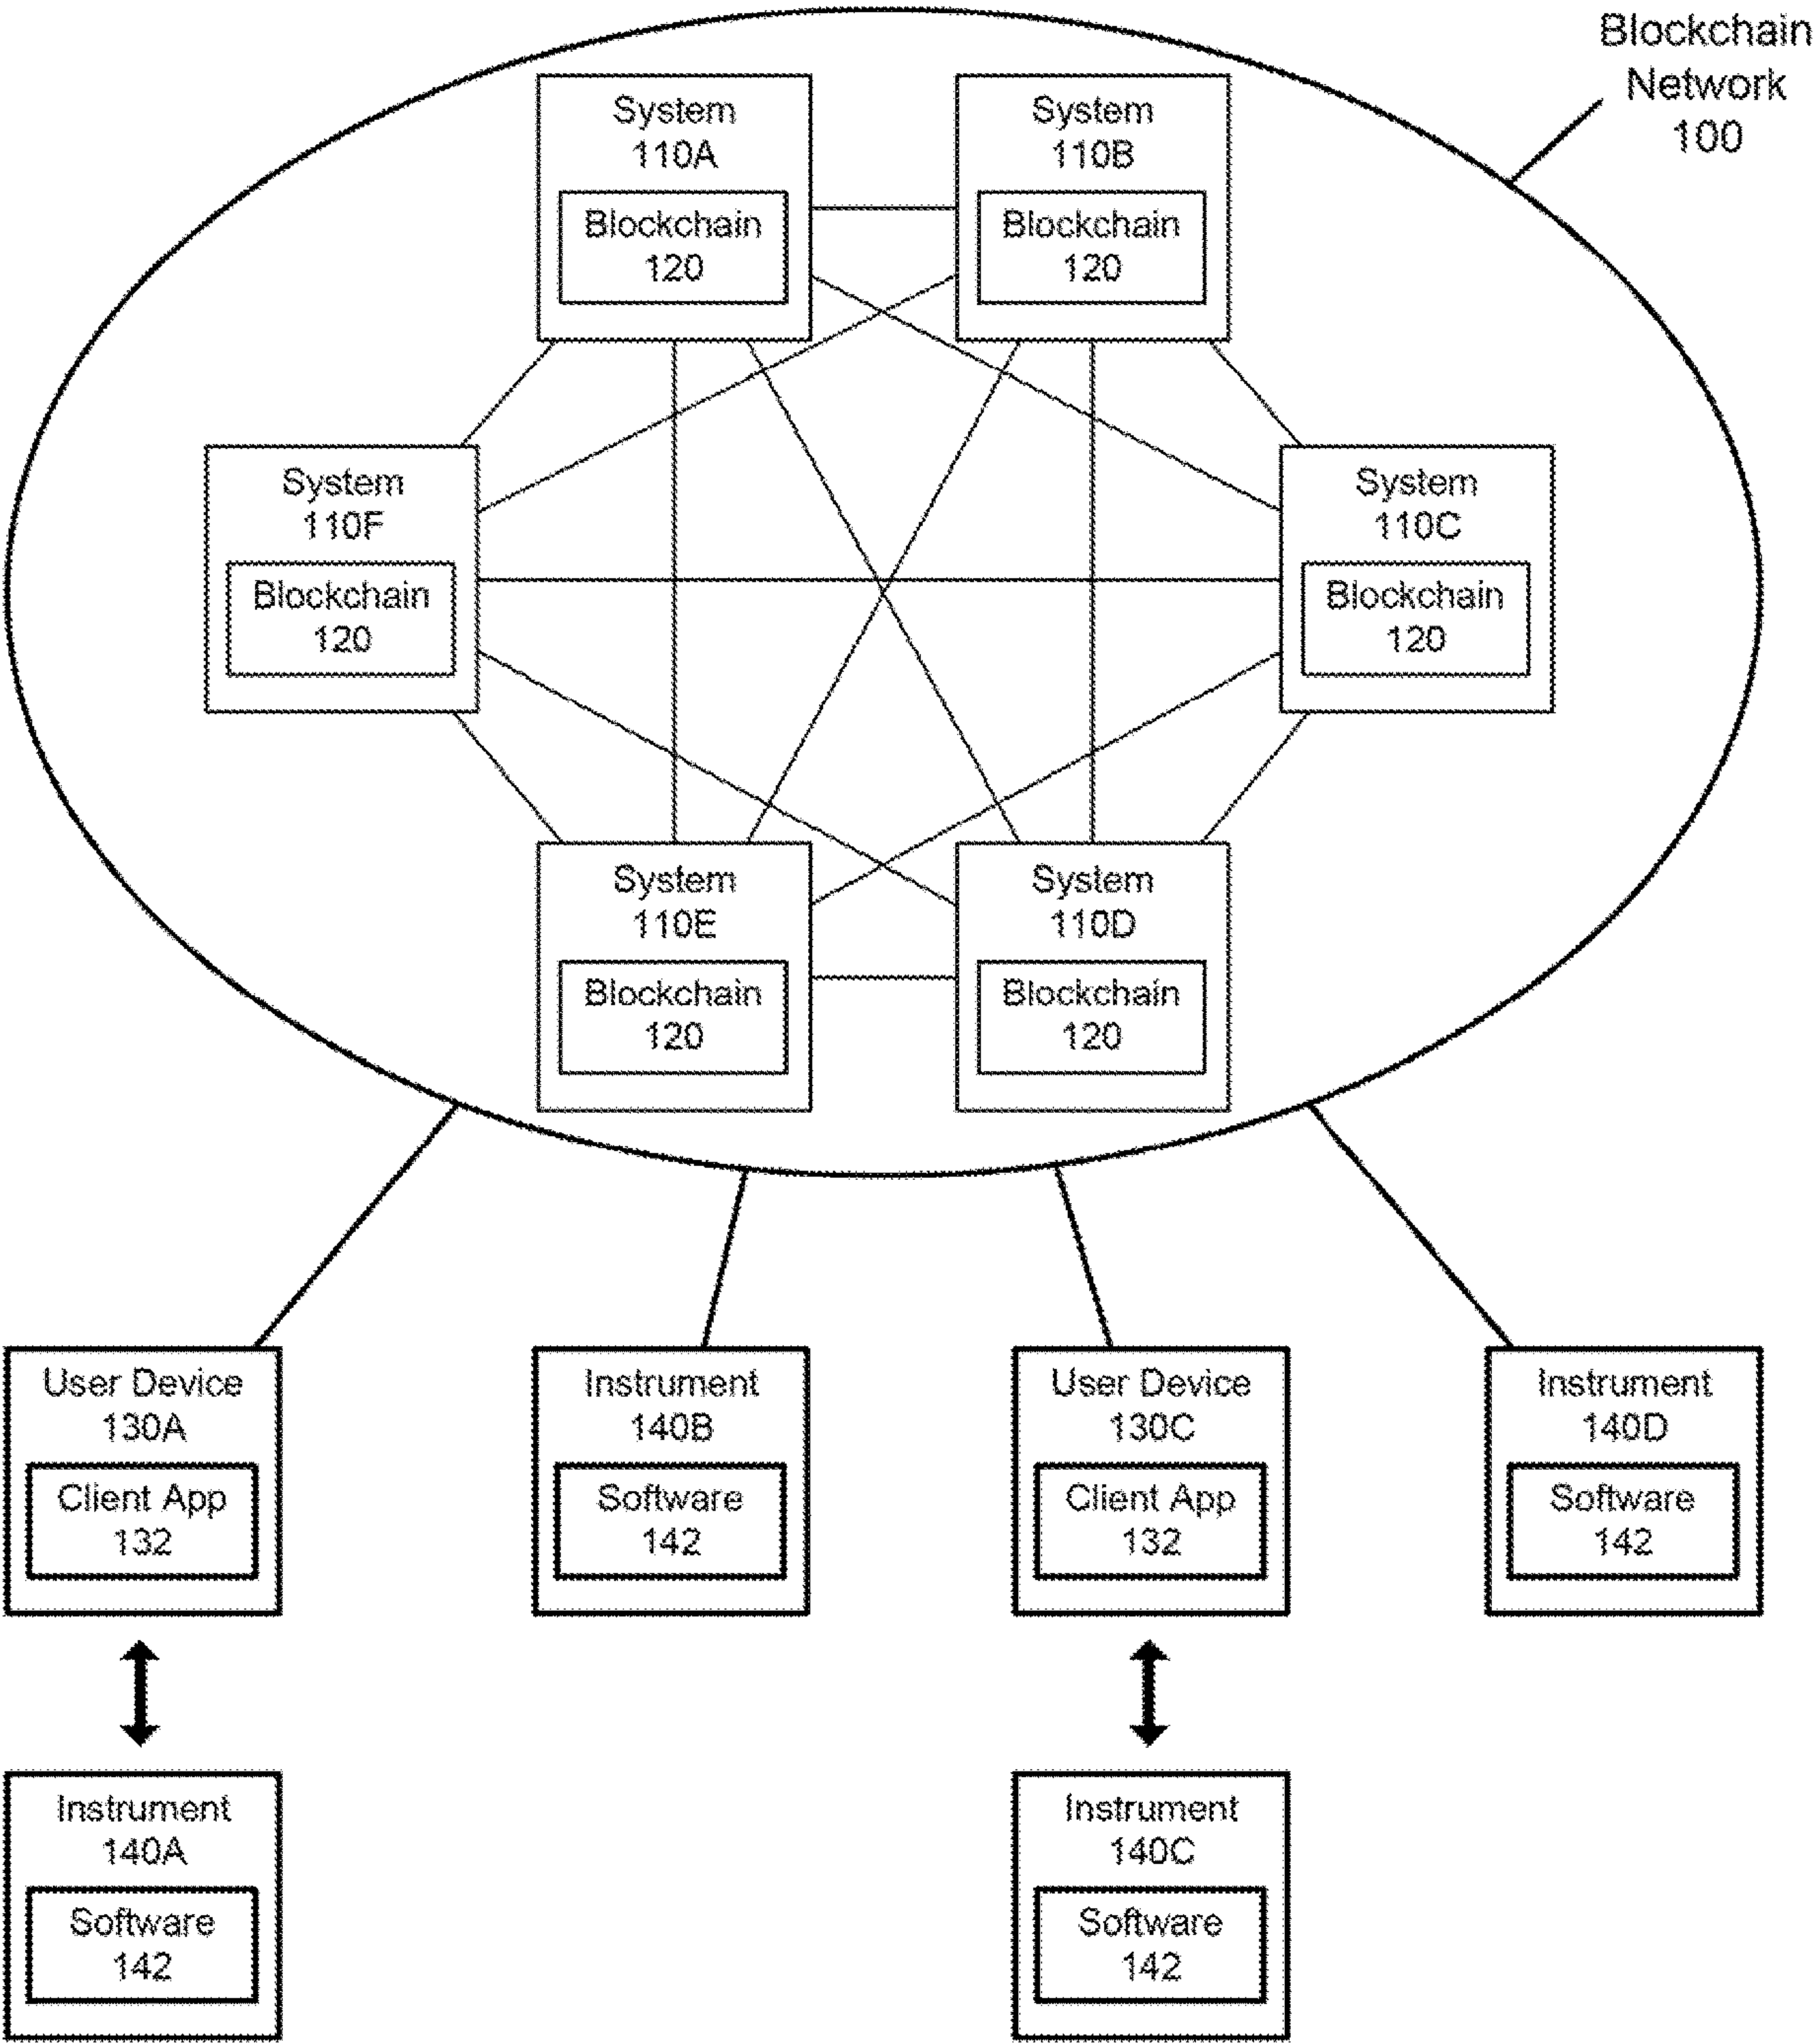 Blockchain
Network
100
System
110A
Blockchain
120
System
110B
Blockchain
120
System
110F
Blockchain
120
System
110C
Blockchain
120
System
110E
Blockchain
120
System
110D
Blockchain
120
User Device
130A
Client App
132
Instrument
140B
Software
142
User Device
130C
Client App
132
Instrument
140D
Software
142
Instrument
140A
Software
142
Instrument
140C
Software
142